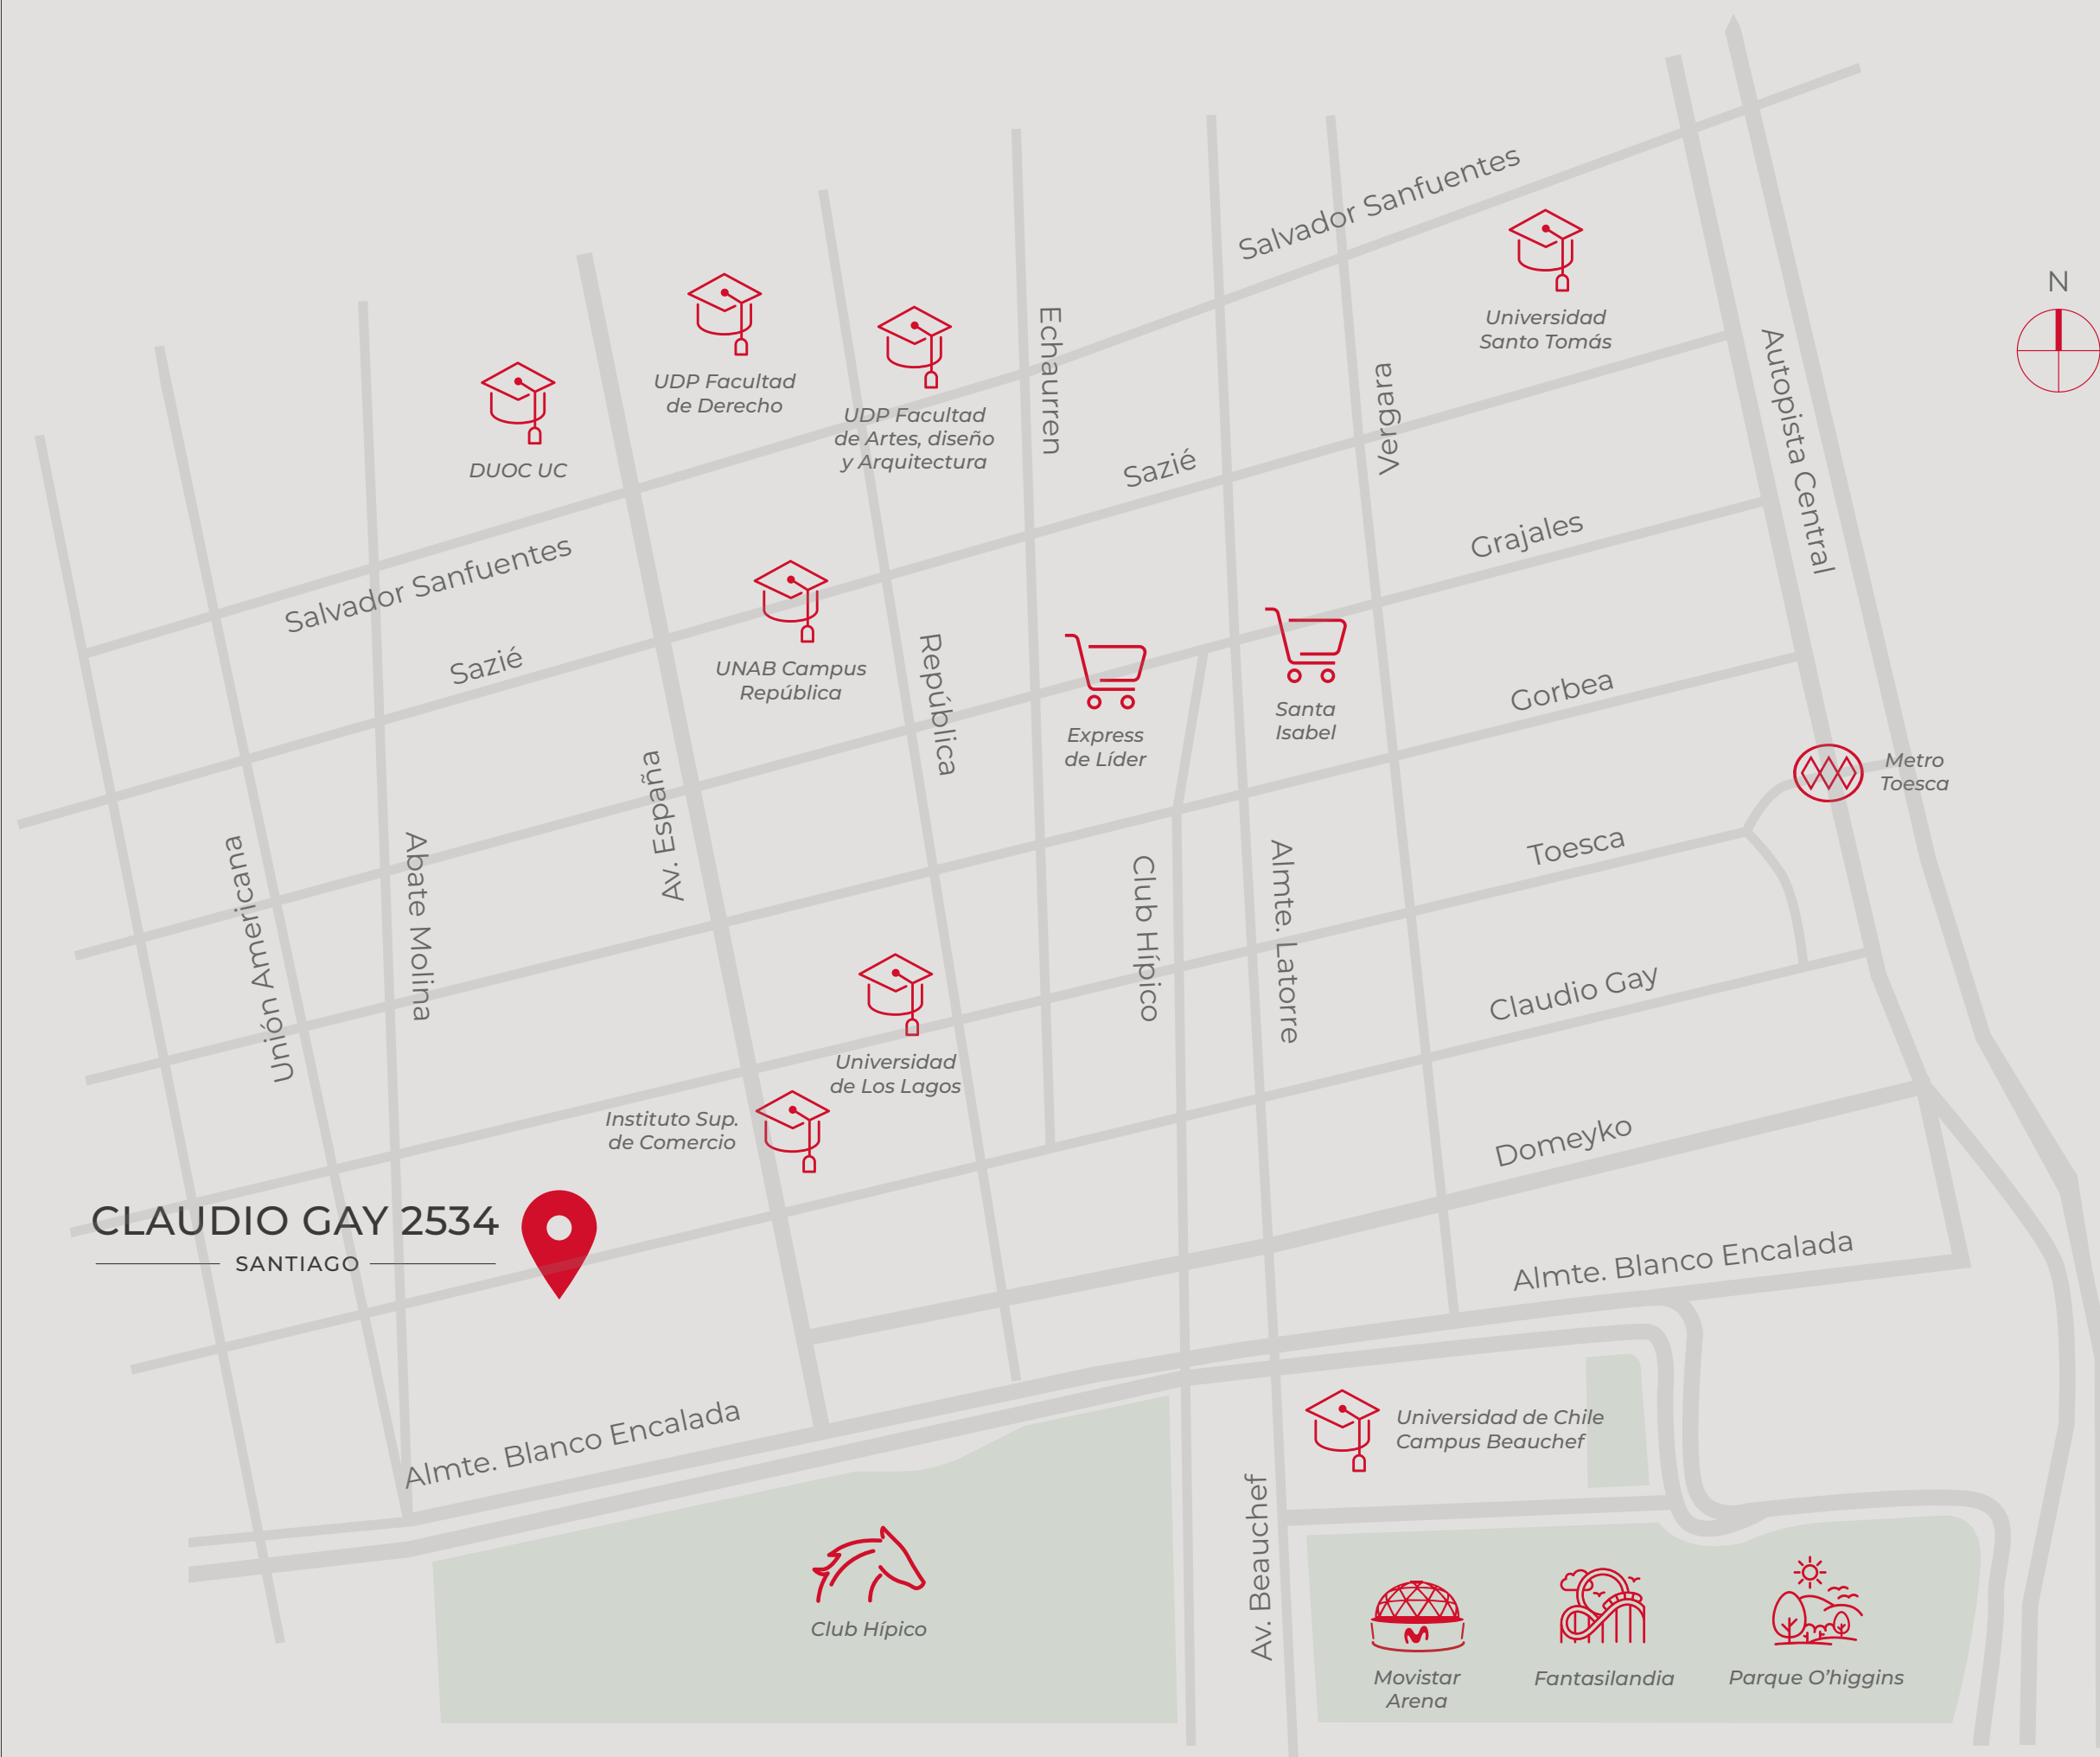 Salvador Sanfuentes
Universidad
Santo Tomás
N
Echaurren
UDP Facultad
de Derecho
UDP Facultad
de Artes, diseño
y Arquitectura
Vergara
Autopista Central
DUOC UC
Sazié
Grajales
Salvador Sanfuentes
Sazié
UNAB Campus
República
República
Express
de Líder
Santa
Isabel
Gorbea
Metro
Toesca
Av. España
Unión Americana
Abate Molina
Club Hípico
Almte. Latorre
Toesca
Claudio Gay
Universidad
de Los Lagos
Instituto Sup.
de Comercio
Domeyko
CLAUDIO GAY 2534
SANTIAGO
Almte. Blanco Encalada
Almte. Blanco Encalada
Universidad de Chile
Campus Beauchef
Av. Beauchef
Club Hípico
Movistar
Arena
Fantasilandia
Parque O’higgins